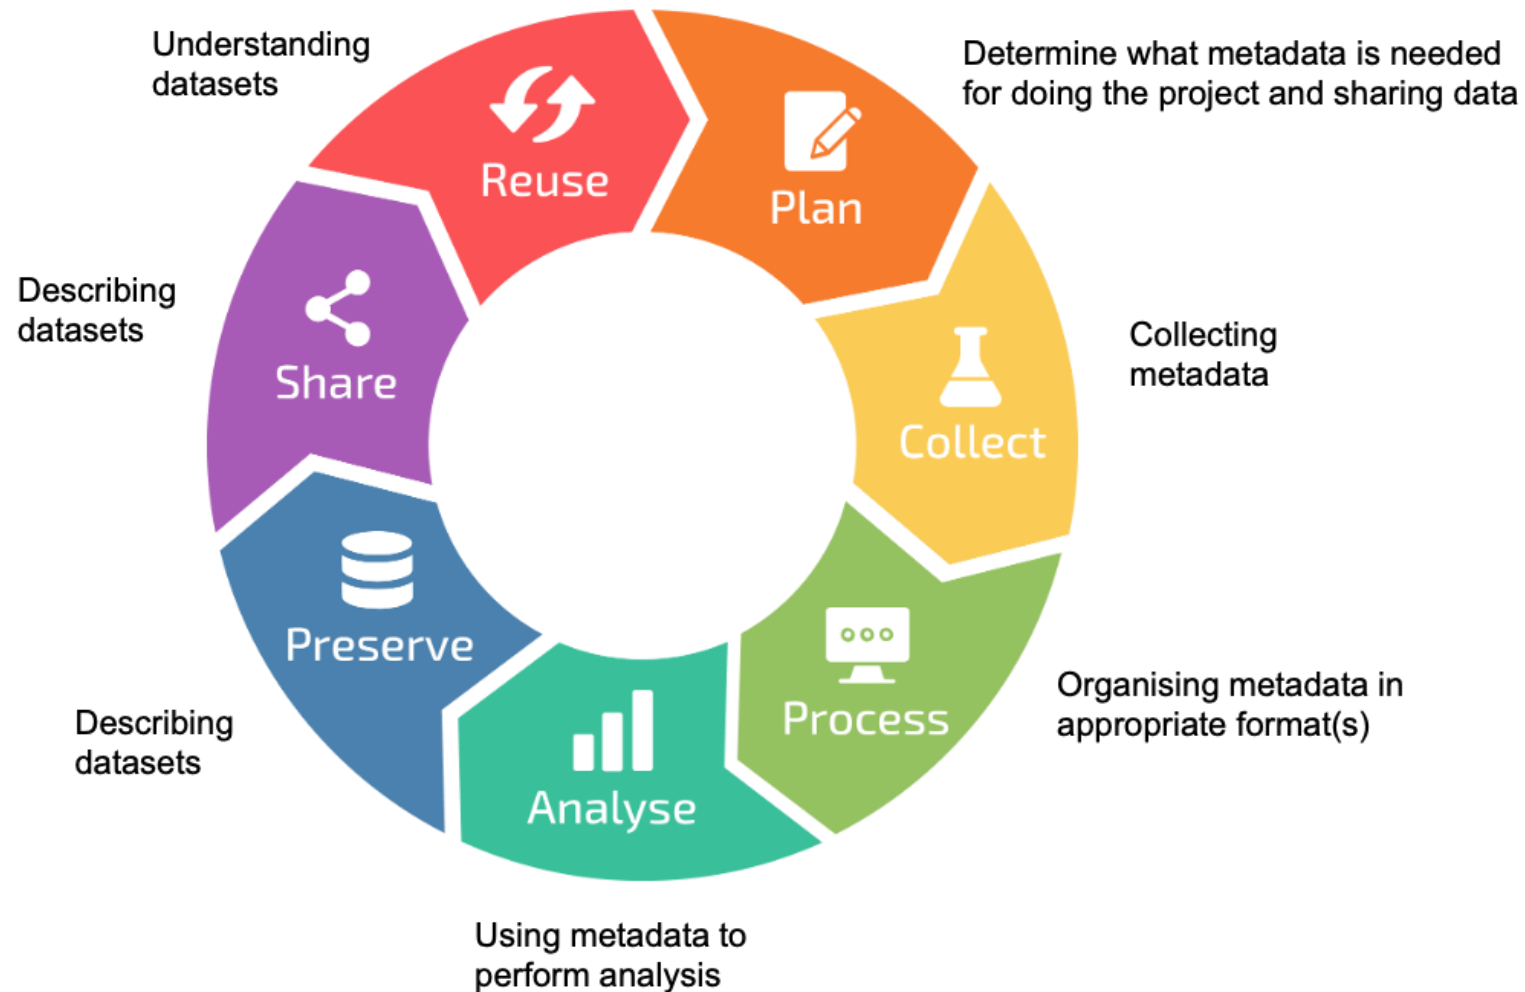 Understanding
datasets
Reuse
Plan
Determine what metadata is needed
for doing the project and sharing data
Collect
Collecting
metadata
Process
Organising metadata in
appropriate format(s)
Analyse
Using metadata to
perform analysis
Preserve
Describing
datasets
Share
Describing
datasets